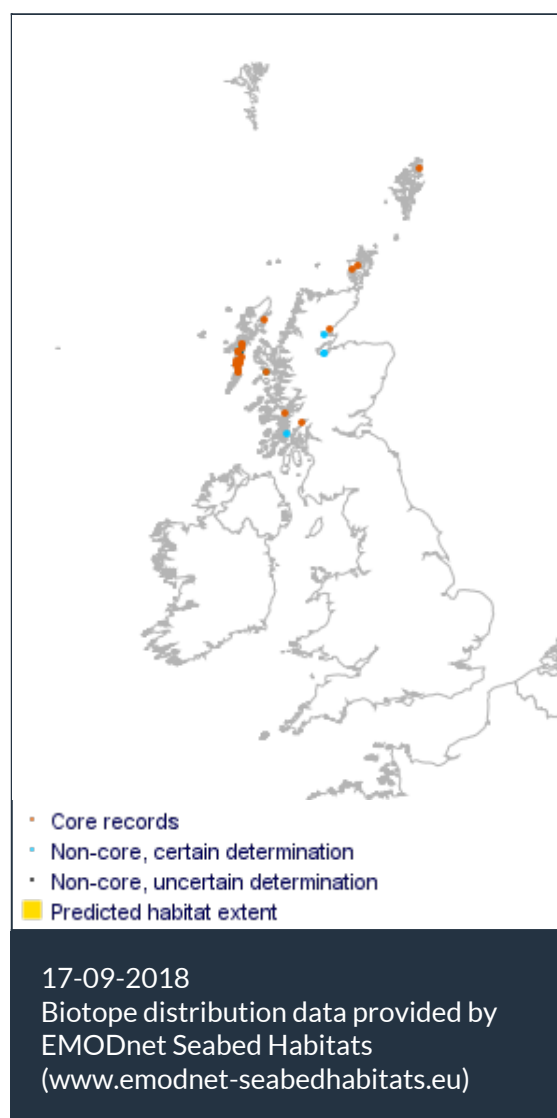 Core records
Non-core, certain determination
Non-core, uncertain determination
Predicted habitat extent
17-09-2018
Biotope distribution data provided by
EMODnet Seabed Habitats
(www.emodnet-seabedhabitats.eu)